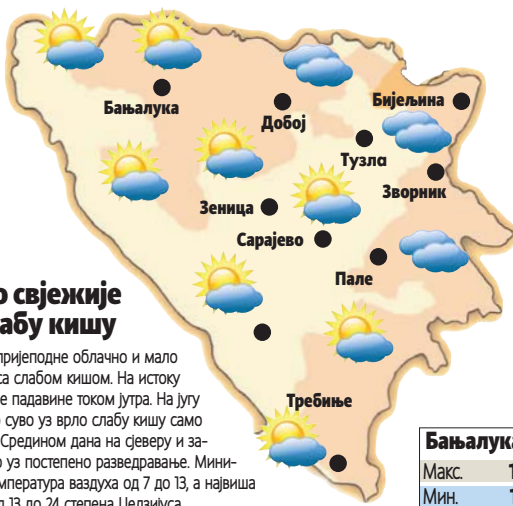 Бањалука
Добој
Бијељина
Тузла
Зворник
Зеница
Сарајево
Пале
Требиње
свјежије
кишу
пријеподне облачно и мало
са слабом кишом. На истоку
падавине током јутра. На југу
суво уз врло слабу кишу само
Средином дана на сјеверу и за-
уз постепено разведравање. Мини-
ваздуха од 7 до 13, а највиша
13 до 24 степена Целзијуса
Бањалука
Макс.
Мин.